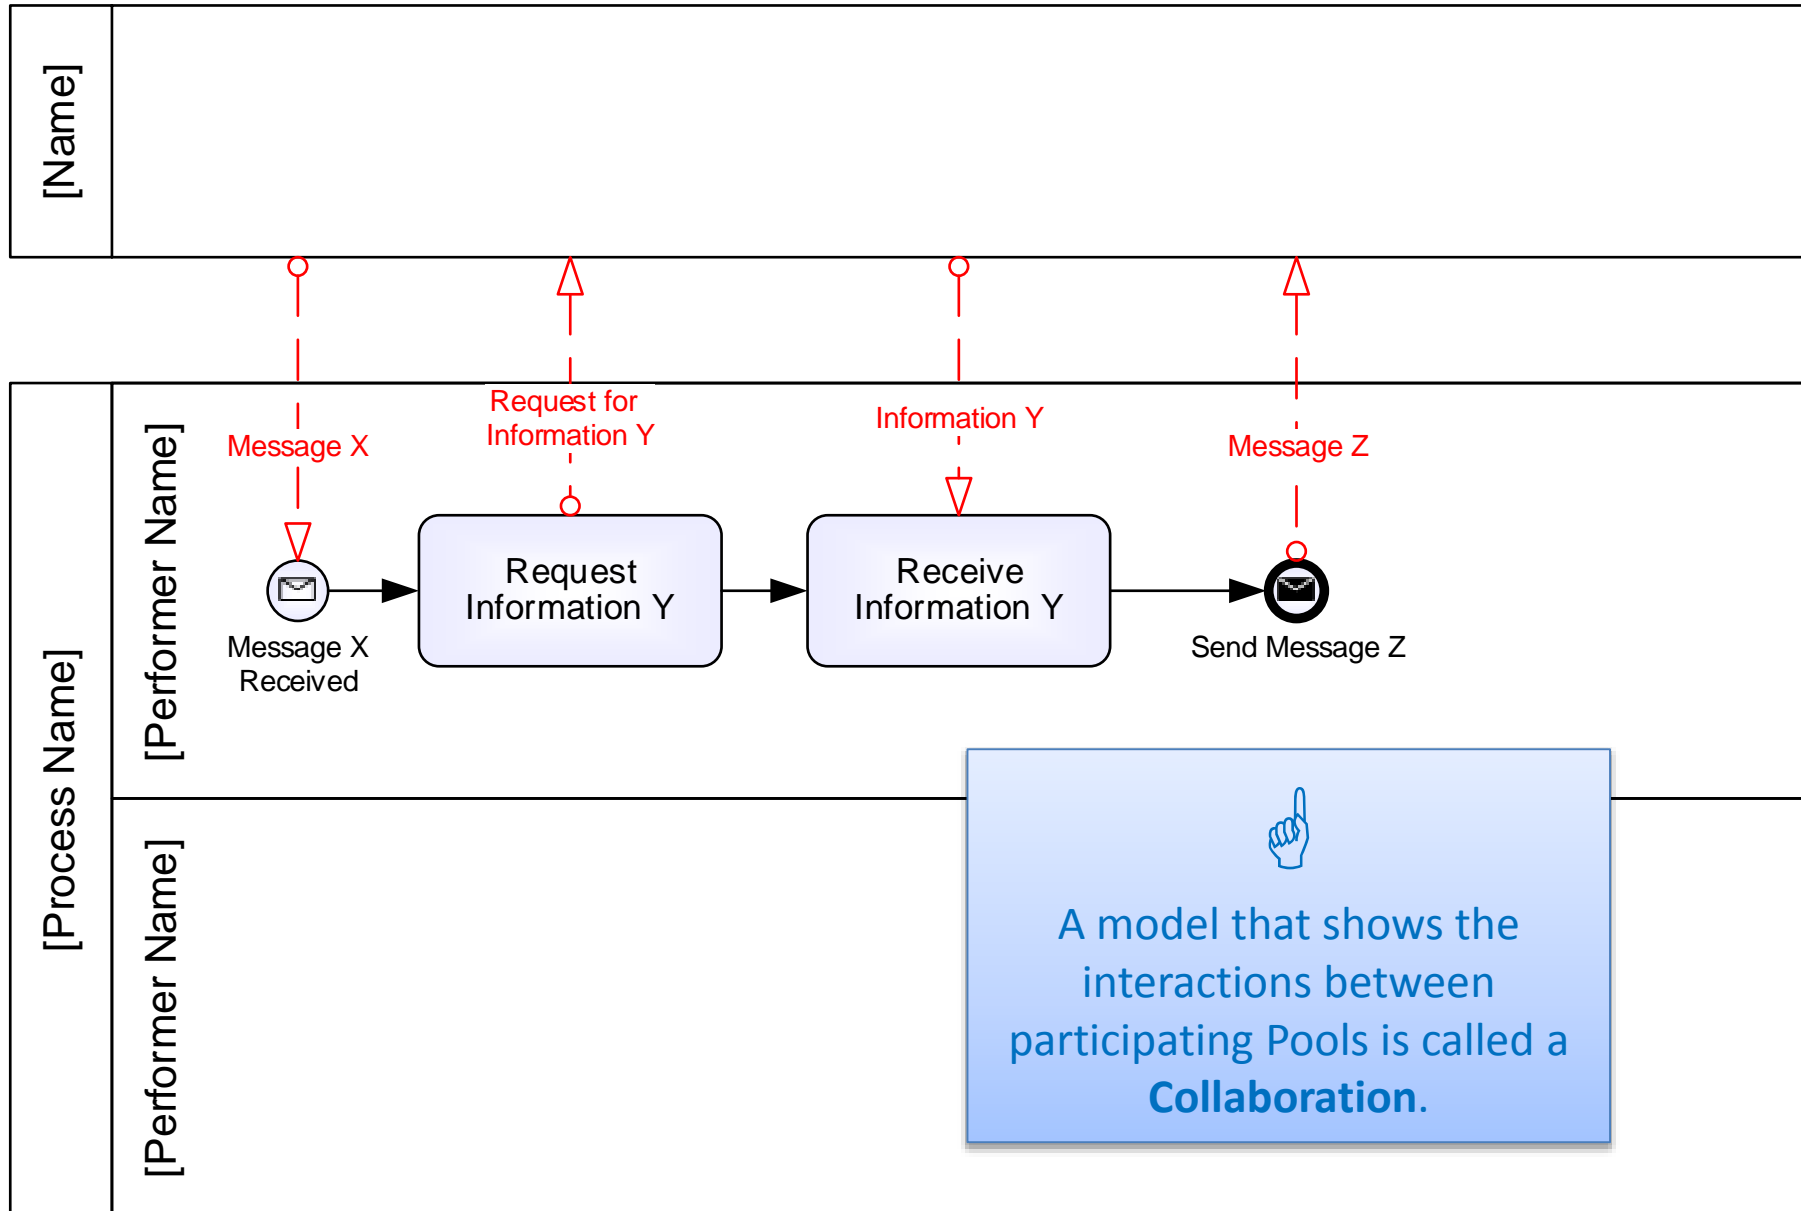 [Name]
[Process Name]
[Performer Name]
Message X
Request for
Information Y
Information Y
Message Z
Request
Information Y
Receive
Information Y
Message X
Received
Send Message Z
[Performer Name]
A model that shows the
interactions between
participating Pools is called a
Collaboration.